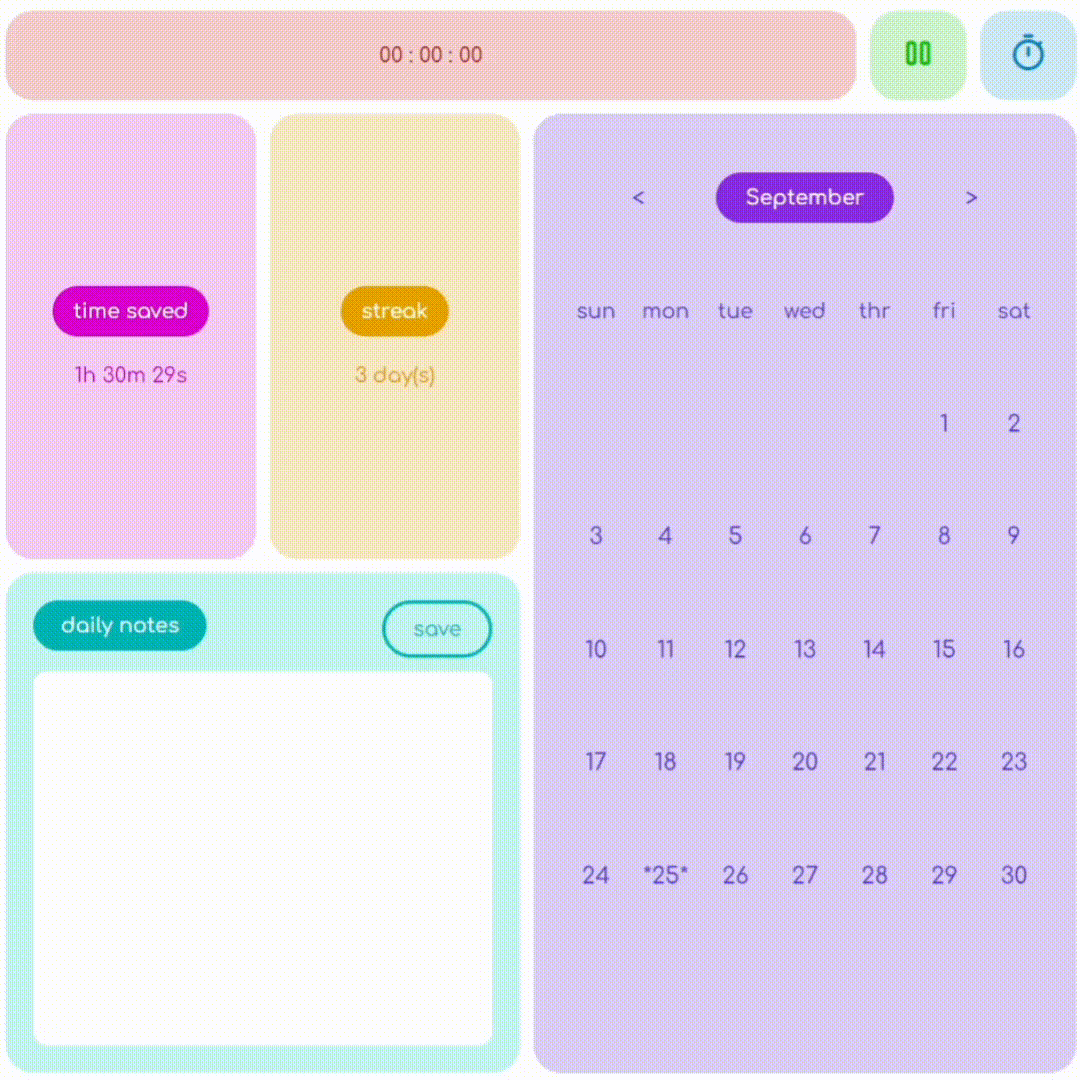 00 : 00 : 00
time saved
1h 30m 29s
streak
3 day(s)
daily notes
save
< September >
sun mon tue wed thr fri sat
1 2
3 4 5 6 7 8 9
10 11 12 13 14 15 16
17 18 19 20 21 22 23
24 *25* 26 27 28 29 30